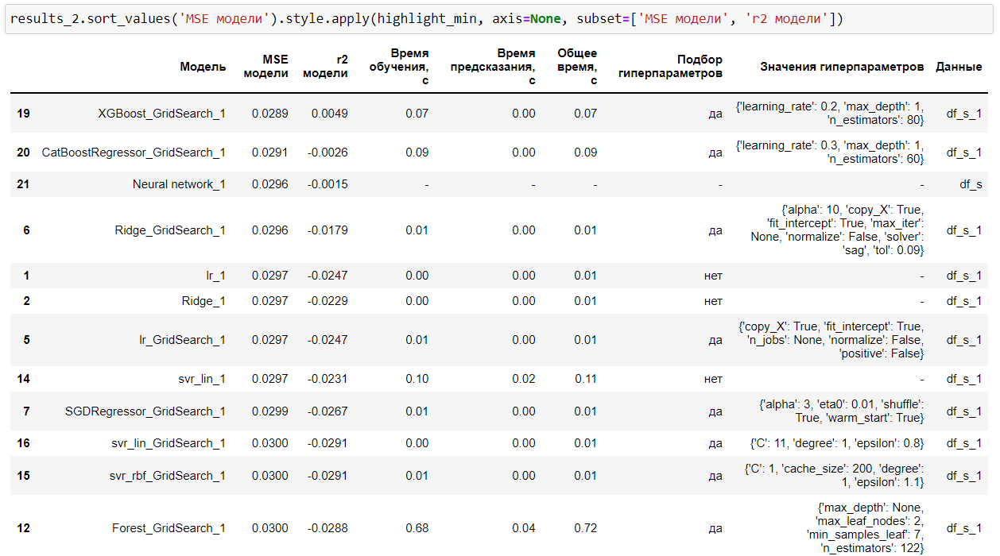 results_2.sort_values('MSE модели').style.apply(highlight_min, axis=None, subset=['MSE модели', 'r2 модели'])
Модель MSE модели r2 модели Время обучения, с Время предсказания, с Общее время, с Подбор гиперпараметров Значения гиперпараметров Данные
19 XGBoost_GridSearch_1 0.0289 0.0049 0.07 0.00 0.07 да {'learning_rate': 0.2, 'max_depth': 1,
'n_estimators': 80} df_s_1
20 CatBoostRegressor_GridSearch_1 0.0291 -0.0026 0.09 0.00 0.09 да {'learning_rate': 0.3, 'max_depth': 1,
'n_estimators': 60} df_s_1
21 Neural network_1 0.0296 -0.0015 - - - - - df_s
6 Ridge_GridSearch_1 0.0296 -0.0179 0.01 0.00 0.01 да {'alpha': 10, 'copy_X': True,
'fit_intercept': True, 'max_iter':
None, 'normalize': False, 'solver':
'sag', 'tol': 0.09} df_s_1
1 lr_1 0.0297 -0.0247 0.00 0.00 0.01 нет - df_s_1
2 Ridge_1 0.0297 -0.0229 0.00 0.00 0.01 нет - df_s_1
5 lr_GridSearch_1 0.0297 -0.0247 0.01 0.00 0.01 да {'copy_X': True, 'fit_intercept': True,
'n_jobs': None, 'normalize': False,
'positive': False} df_s_1
14 svr_lin_1 0.0297 -0.0231 0.10 0.02 0.11 нет - df_s_1
7 SGDRegressor_GridSearch_1 0.0299 -0.0267 0.01 0.00 0.01 да {'alpha': 3, 'eta0': 0.01, 'shuffle':
True, 'warm_start': True} df_s_1
16 svr_lin_GridSearch_1 0.0300 -0.0291 0.00 0.00 0.01 да {'C': 11, 'degree': 1, 'epsilon': 0.8} df_s_1
15 svr_rbf_GridSearch_1 0.0300 -0.0291 0.01 0.00 0.01 да {'C': 1, 'cache_size': 200, 'degree':
1, 'epsilon': 1.1} df_s_1
12 Forest_GridSearch_1 0.0300 -0.0288 0.68 0.04 0.72 да {'max_depth': None,
'max_leaf_nodes': 2,
'min_samples_leaf': 7,
'n_estimators': 122} df_s_1